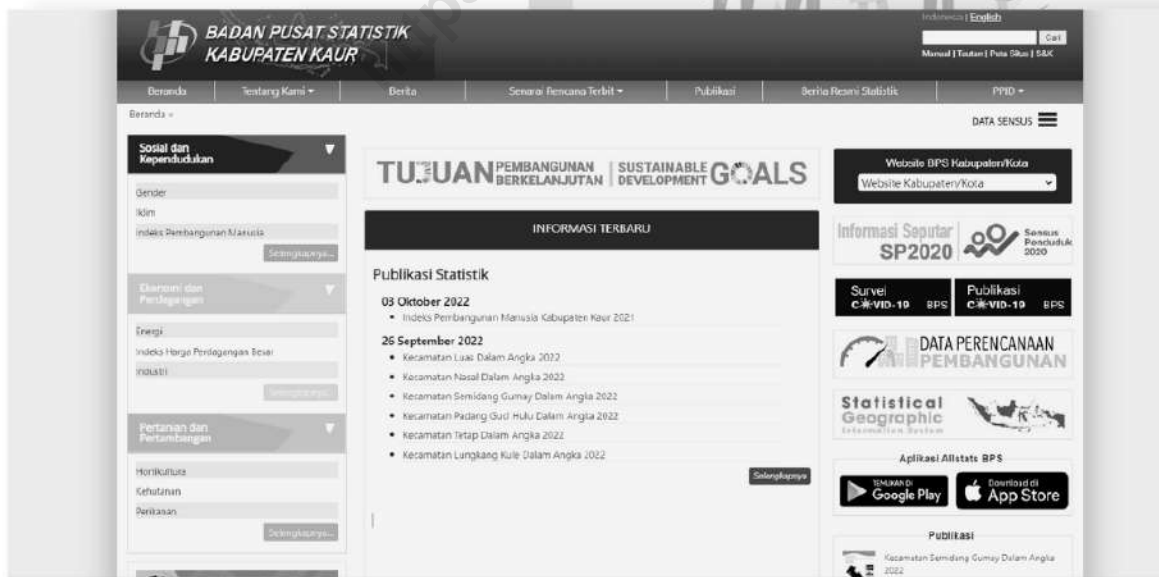 Indonesia | English
BADAN PUSAT STATISTIK
KABUPATEN KAUR
Cari
Manual | Tautan | Peta Situs | S&K
Beranda
Tentang Kami
Berita
Senarai Rencana Terbit
Publikasi
Berita Resmi Statistik
PPID
Beranda »
DATA SENSUS
Sosial dan
Kependudukan
Gender
Iklim
Indeks Pembangunan Manusia
Selengkapnya...
Ekonomi dan
Perdagangan
Energi
Indeks Harga Perdagangan Besar
Industri
Selengkapnya...
Pertanian dan
Pertambangan
Hortikultura
Kehutanan
Perikanan
Selengkapnya...
TUJUAN PEMBANGUNAN BERKELANJUTAN | SUSTAINABLE DEVELOPMENT GOALS
INFORMASI TERBARU
Publikasi Statistik
03 Oktober 2022
• Indeks Pembangunan Manusia Kabupaten Kaur 2021
26 September 2022
• Kecamatan Luas Dalam Angka 2022
• Kecamatan Nasal Dalam Angka 2022
• Kecamatan Semidang Gumay Dalam Angka 2022
• Kecamatan Padang Guci Hulu Dalam Angka 2022
• Kecamatan Tetap Dalam Angka 2022
• Kecamatan Lungkang Kule Dalam Angka 2022
Selengkapnya
Website BPS Kabupaten/Kota
Website Kabupaten/Kota
Informasi Seputar
SP2020
Sensus
Penduduk
2020
Survei
COVID-19 BPS
Publikasi
COVID-19 BPS
DATA PERENCANAAN
PEMBANGUNAN
Statistical
Geographic
Information System
Aplikasi Allstats BPS
TEMUKAN DI
Google Play
Download di
App Store
Publikasi
Kecamatan Semidang Gumay Dalam Angka
2022